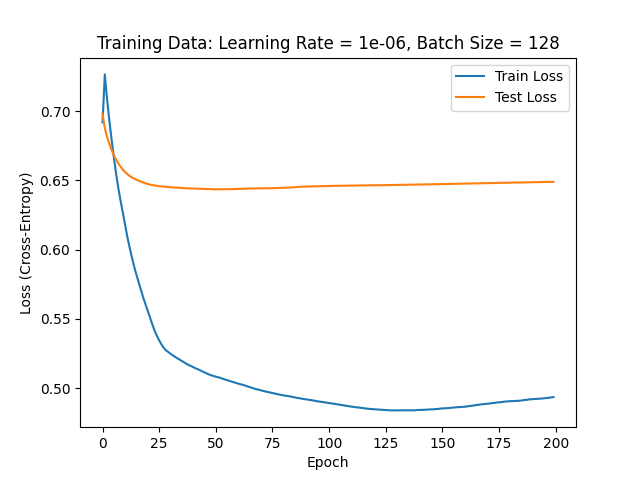 Training Data: Learning Rate = 1e-06, Batch Size = 128
Train Loss
Test Loss
0.70
0.65
0.60
0.55
0.50
Loss (Cross-Entropy)
0 25 50 75 100 125 150 175 200
Epoch